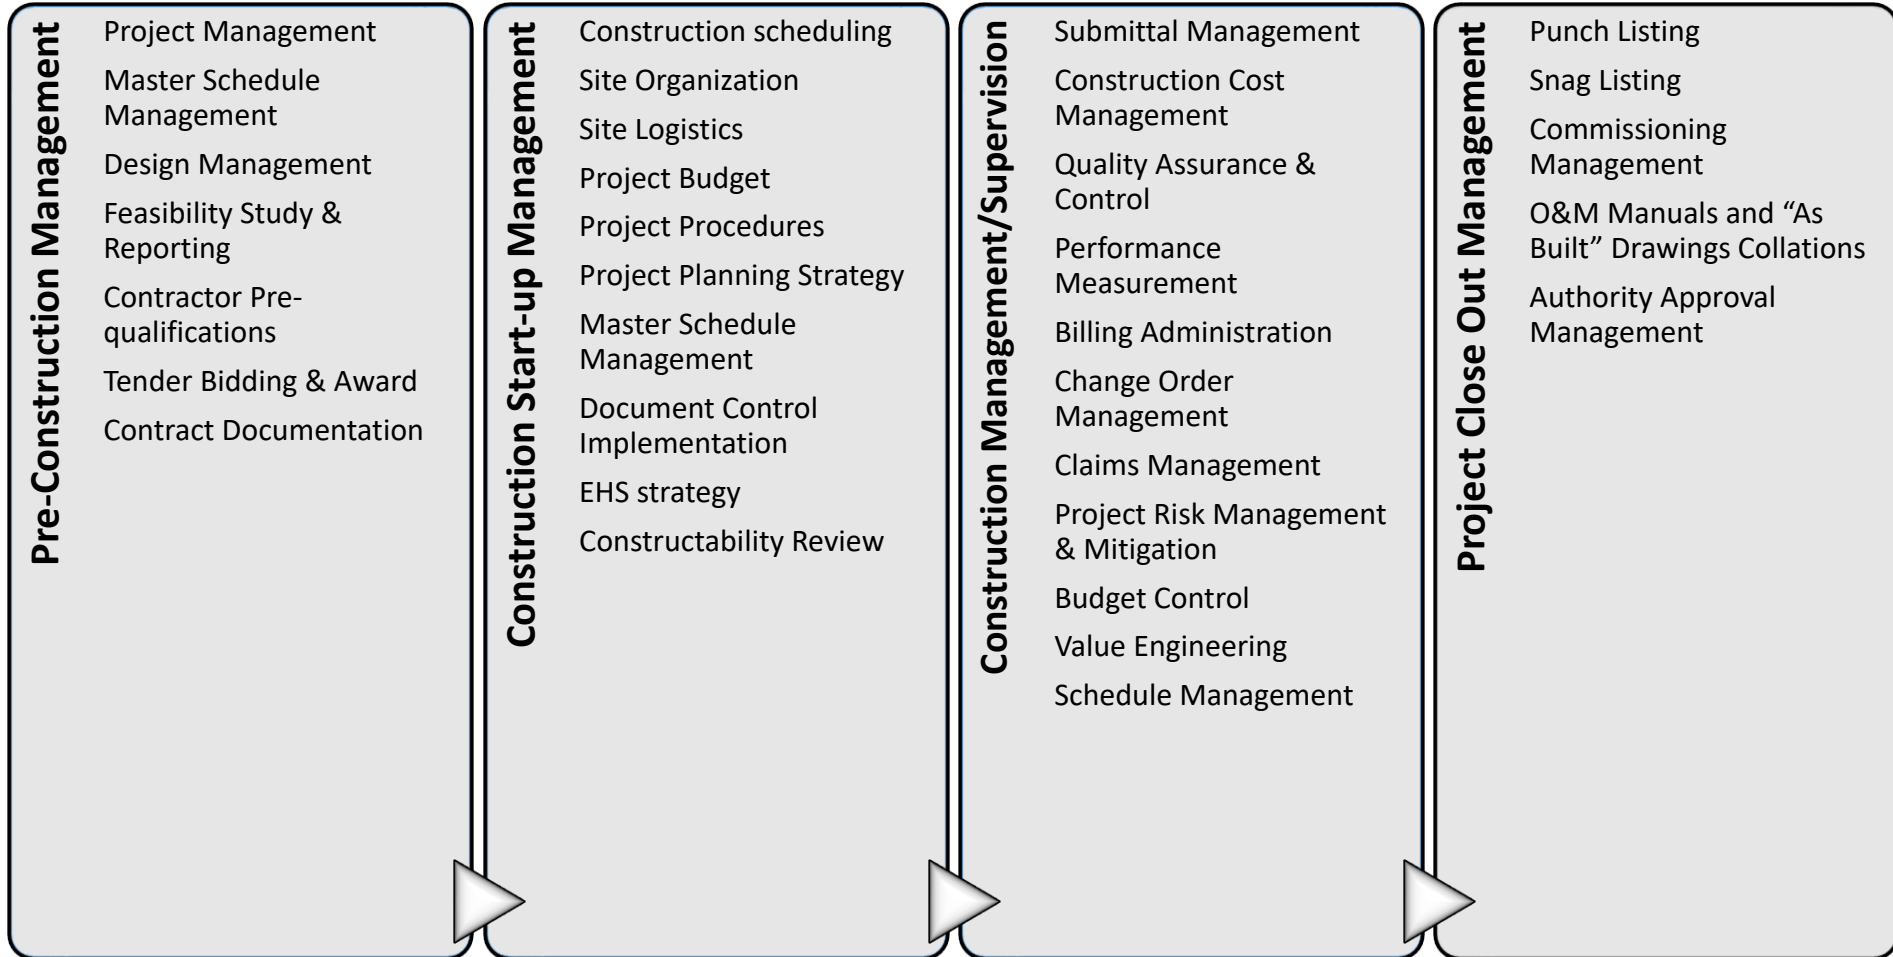 Pre-Construction Management
Project Management
Master Schedule
Management
Design Management
Feasibility Study &
Reporting
Contractor Pre-
qualifications
Tender Bidding & Award
Contract Documentation
Construction Start-up Management
Construction scheduling
Site Organization
Site Logistics
Project Budget
Project Procedures
Project Planning Strategy
Master Schedule
Management
Document Control
Implementation
EHS strategy
Constructability Review
Construction Management/Supervision
Submittal Management
Construction Cost
Management
Quality Assurance &
Control
Performance
Measurement
Billing Administration
Change Order
Management
Claims Management
Project Risk Management
& Mitigation
Budget Control
Value Engineering
Schedule Management
Project Close Out Management
Punch Listing
Snag Listing
Commissioning
Management
O&M Manuals and “As
Built” Drawings Collations
Authority Approval
Management